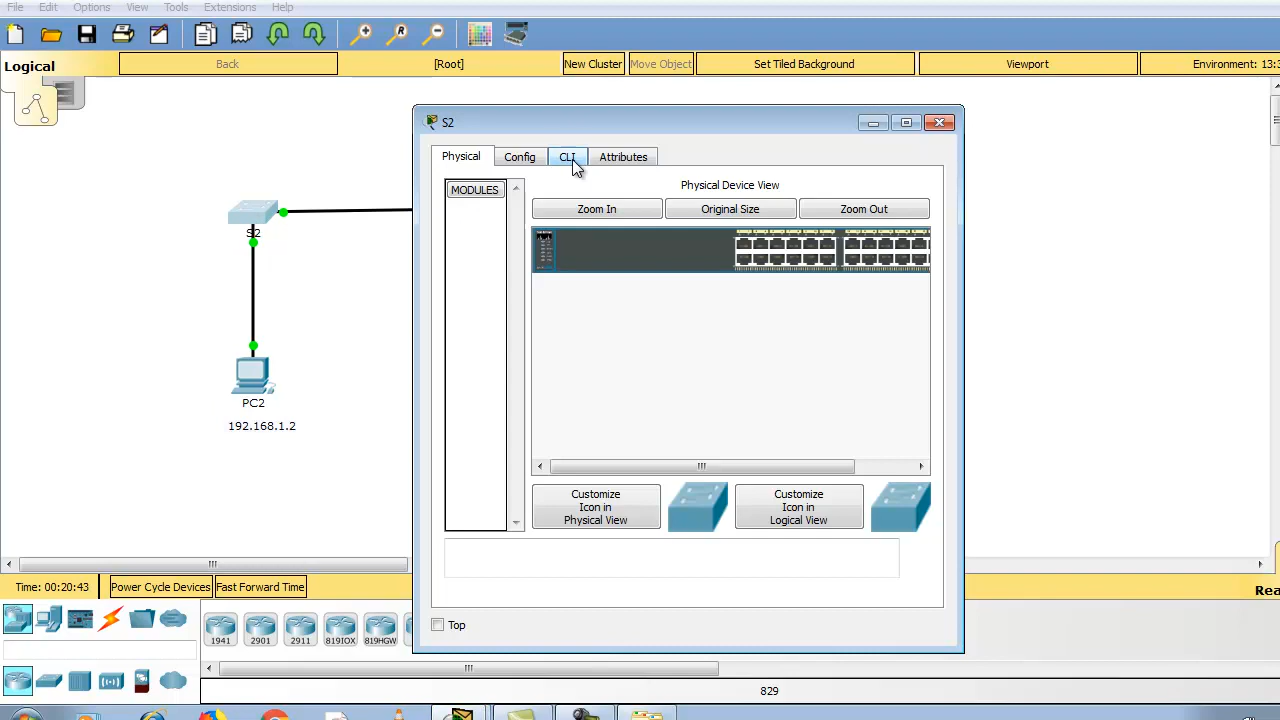 File Edit Options View Tools Extensions Help
Logical Back [Root] New Cluster Move Object Set Tiled Background Viewport Environment: 13:3
S2
Physical Config CLI Attributes
MODULES
Physical Device View
Zoom In Original Size Zoom Out
S2
PC2
192.168.1.2
Customize
Icon in
Physical View
Customize
Icon in
Logical View
Top
Time: 00:20:43 Power Cycle Devices Fast Forward Time Rea
1941 2901 2911 819IOX 819HGW
829